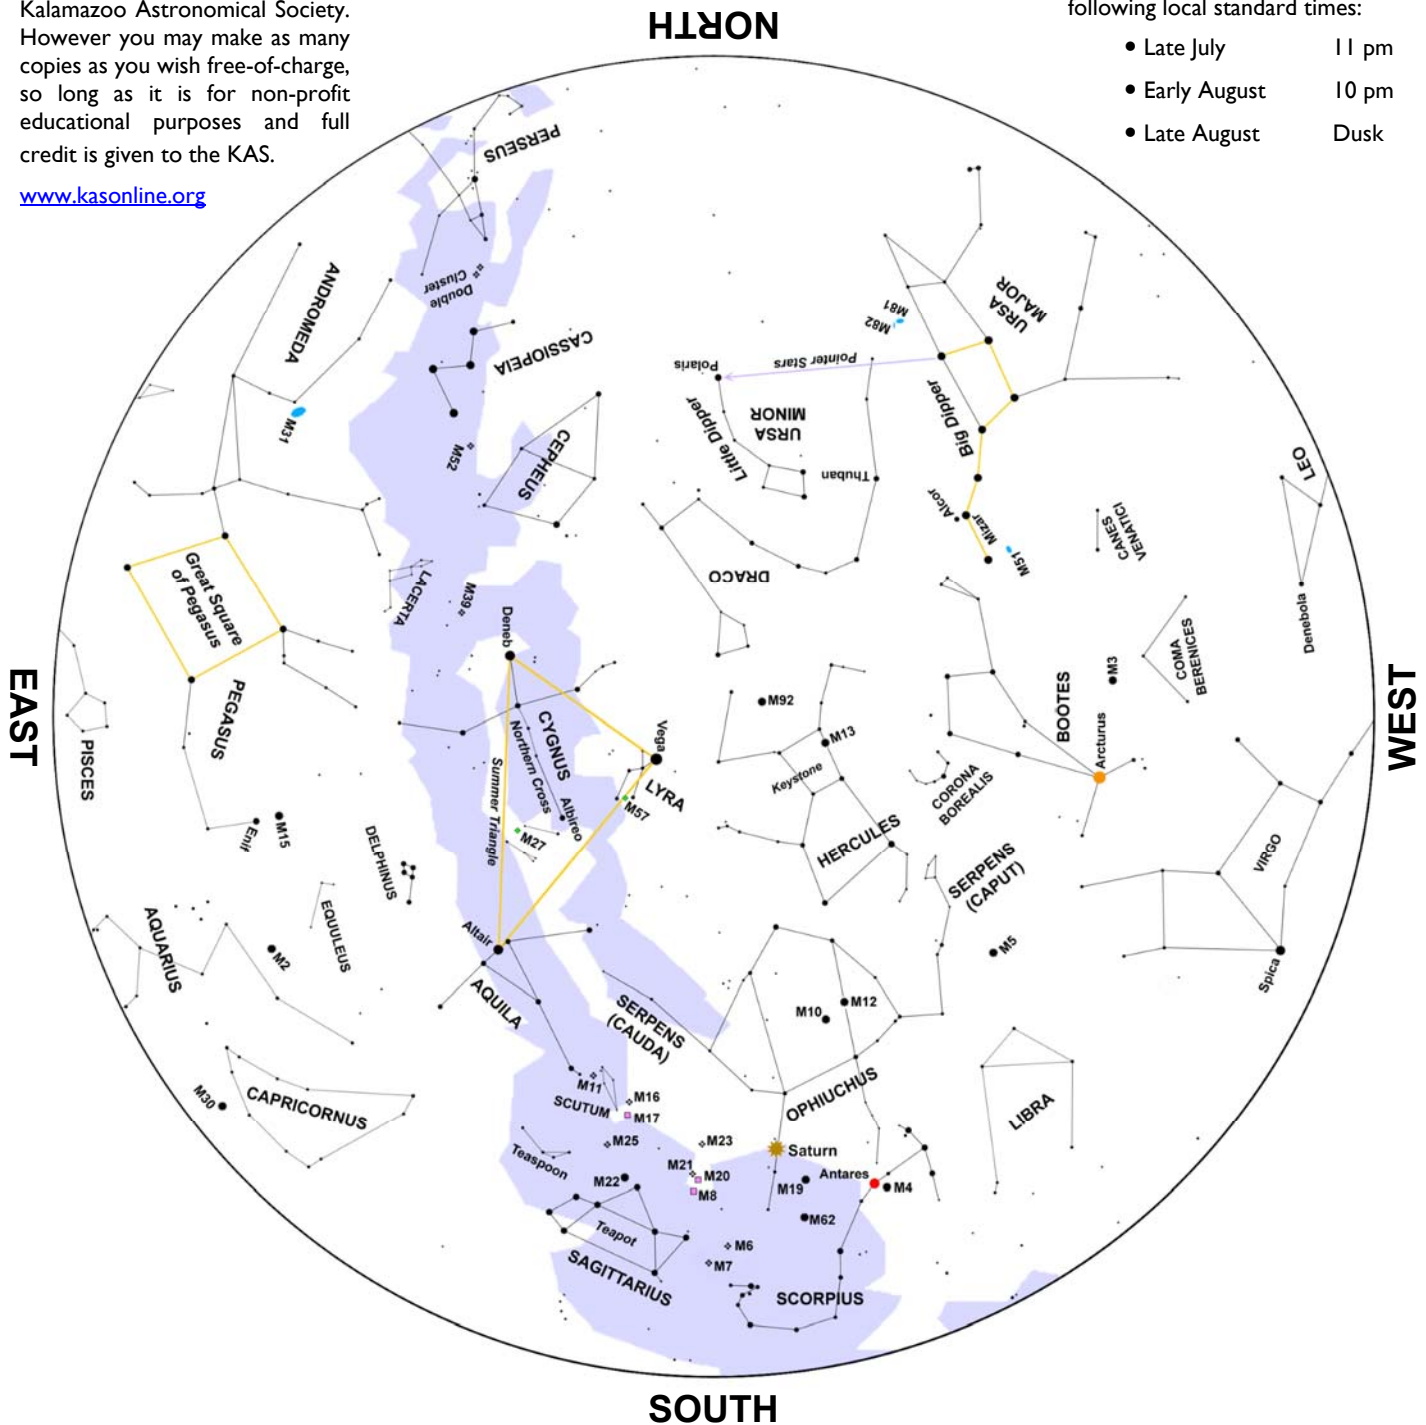 Kalamazoo Astronomical Society.
However you may make as many
copies as you wish free-of-charge,
so long as it is for non-profit
educational purposes and full
credit is given to the KAS.
www.kasonline.org
following local standard times:
• Late July 11 pm
• Early August 10 pm
• Late August Dusk
NORTH
PERSEUS
Double
Cluster
ANDROMEDA
M31
CASSIOPEIA
M52
CEPHEUS
Polaris
Pointer Stars
Little Dipper
URSA
MINOR
Thuban
M81
M82
URSA
MAJOR
Big Dipper
Alcor
Mizar
M51
CANES
VENATICI
LEO
Denebola
DRACO
LACERTA
M39
Great Square
of Pegasus
PEGASUS
Deneb
CYGNUS
Northern Cross
Albireo
Summer Triangle
Vega
LYRA
M57
M27
M92
M13
Keystone
HERCULES
CORONA
BOREALIS
BOOTES
Arcturus
M3
COMA
BERENICES
EAST
WEST
PISCES
Enif
M15
DELPHINUS
EQUULEUS
AQUARIUS
M2
Altair
AQUILA
SERPENS
(CAUDA)
SERPENS
(CAPUT)
M5
VIRGO
Spica
M10
M12
OPHIUCHUS
LIBRA
M30
CAPRICORNUS
M11
SCUTUM
M16
M17
M25
M23
Saturn
Teaspoon
M22
M21
M20
M8
M19
Antares
M4
M62
Teapot
SAGITTARIUS
M6
M7
SCORPIUS
SOUTH